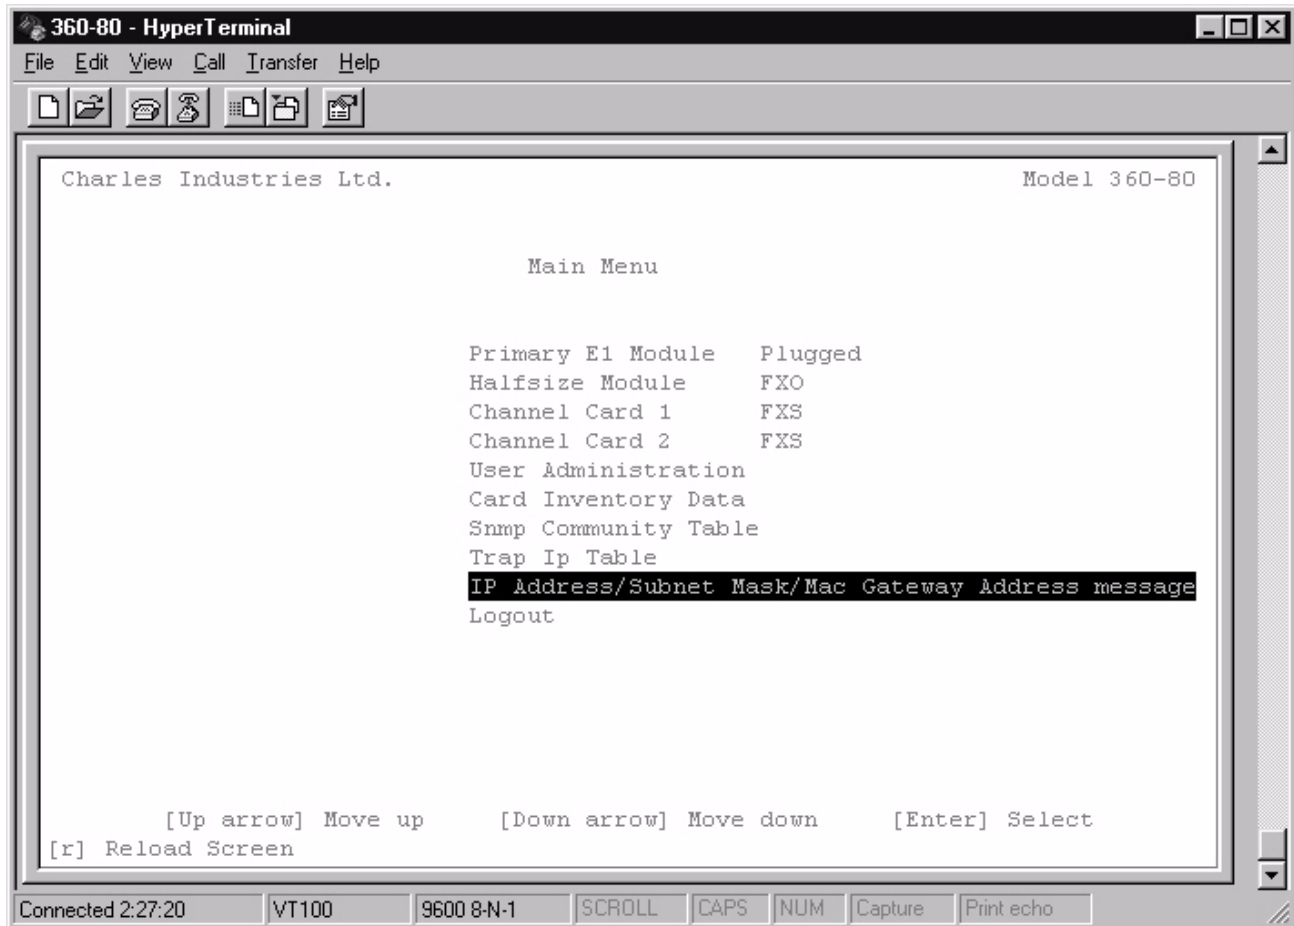 360-80 - HyperTerminal
File Edit View Call Transfer Help
Charles Industries Ltd. Model 360-80
Main Menu
Primary E1 Module Plugged
Halfsize Module FXO
Channel Card 1 FXS
Channel Card 2 FXS
User Administration
Card Inventory Data
Snmp Community Table
Trap Ip Table
IP Address/Subnet Mask/Mac Gateway Address message
Logout
[Up arrow] Move up [Down arrow] Move down [Enter] Select
[r] Reload Screen
Connected 2:27:20 VT100 9600 8-N-1 SCROLL CAPS NUM Capture Print echo